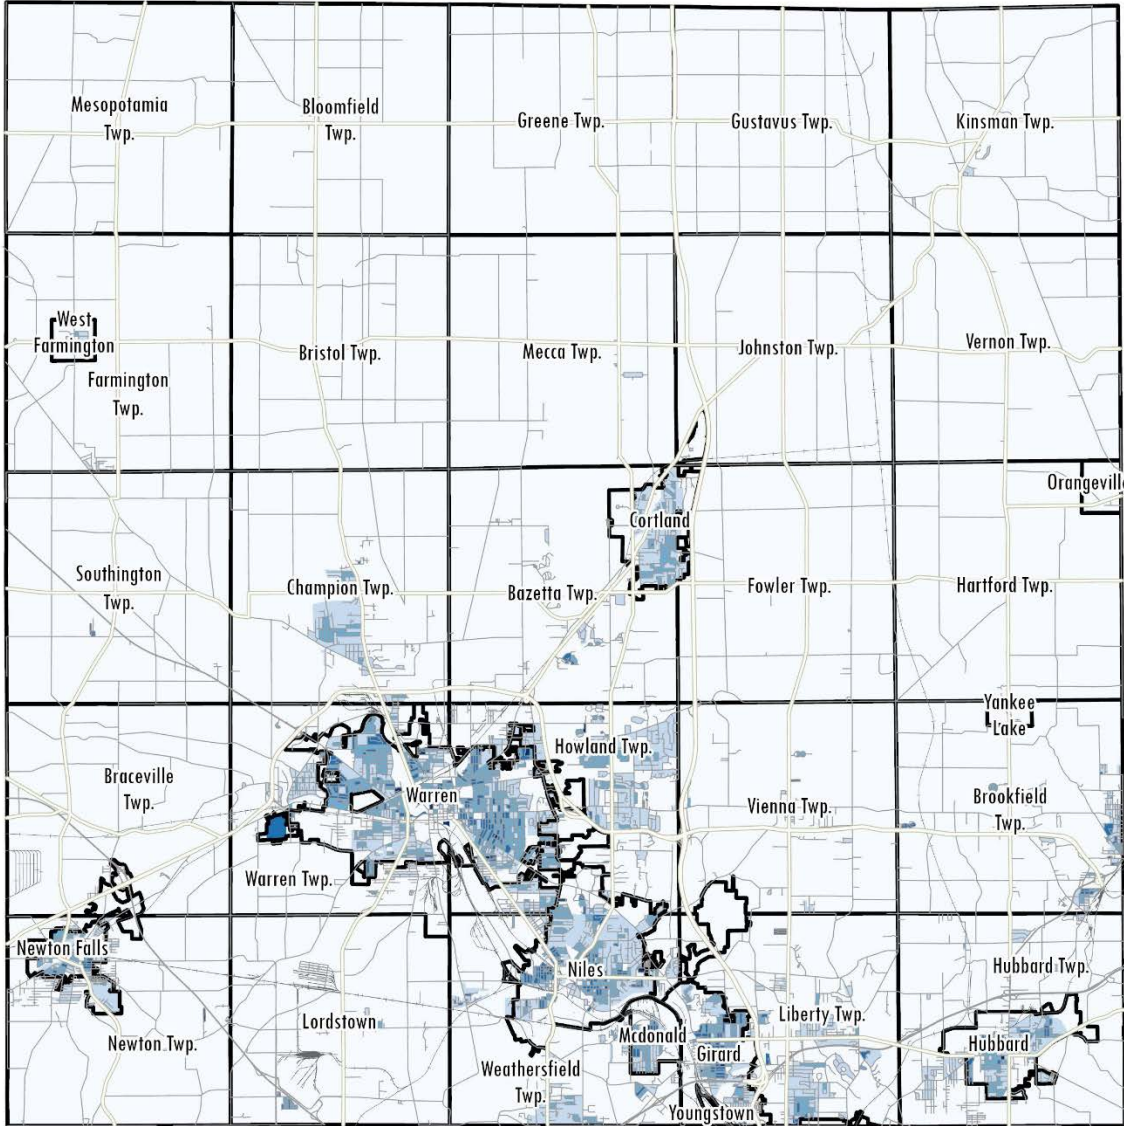 Mesopotamia
Twp.
Bloomfield
Twp.
Greene Twp.
Gustavus Twp.
Kinsman Twp.
West
Farmington
Farmington
Twp.
Bristol Twp.
Mecca Twp.
Johnston Twp.
Vernon Twp.
Orangeville
Cortland
Southington
Twp.
Champion Twp.
Bazetta Twp.
Fowler Twp.
Hartford Twp.
Yankee
Lake
Braceville
Twp.
Warren
Howland Twp.
Vienna Twp.
Brookfield
Twp.
Warren Twp.
Newton Falls
Newton Twp.
Lordstown
Niles
Mcdonald
Girard
Weathersfield
Twp.
Youngstown
Liberty Twp.
Hubbard Twp.
Hubbard